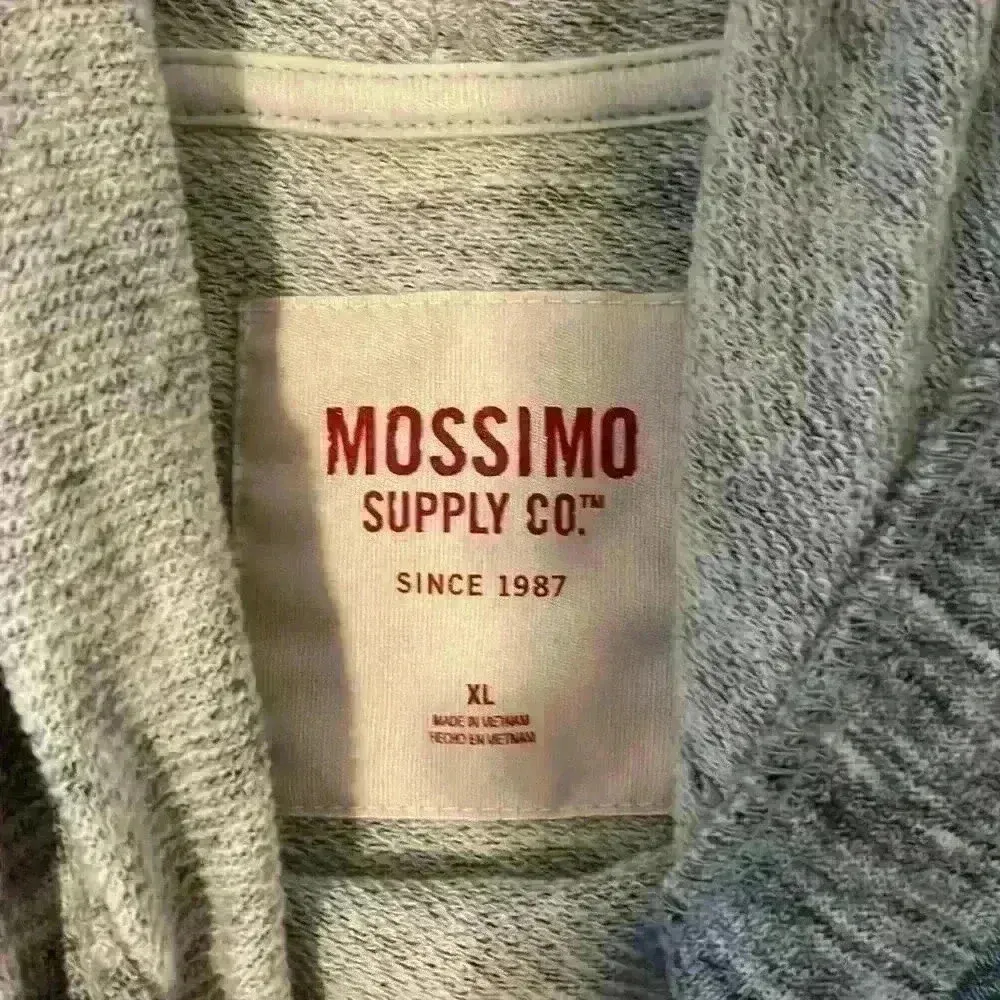 MOSSIMO
SUPPLY CO.™
SINCE 1987
XL
MADE IN VIETNAM
HECHO EN VIETNAM